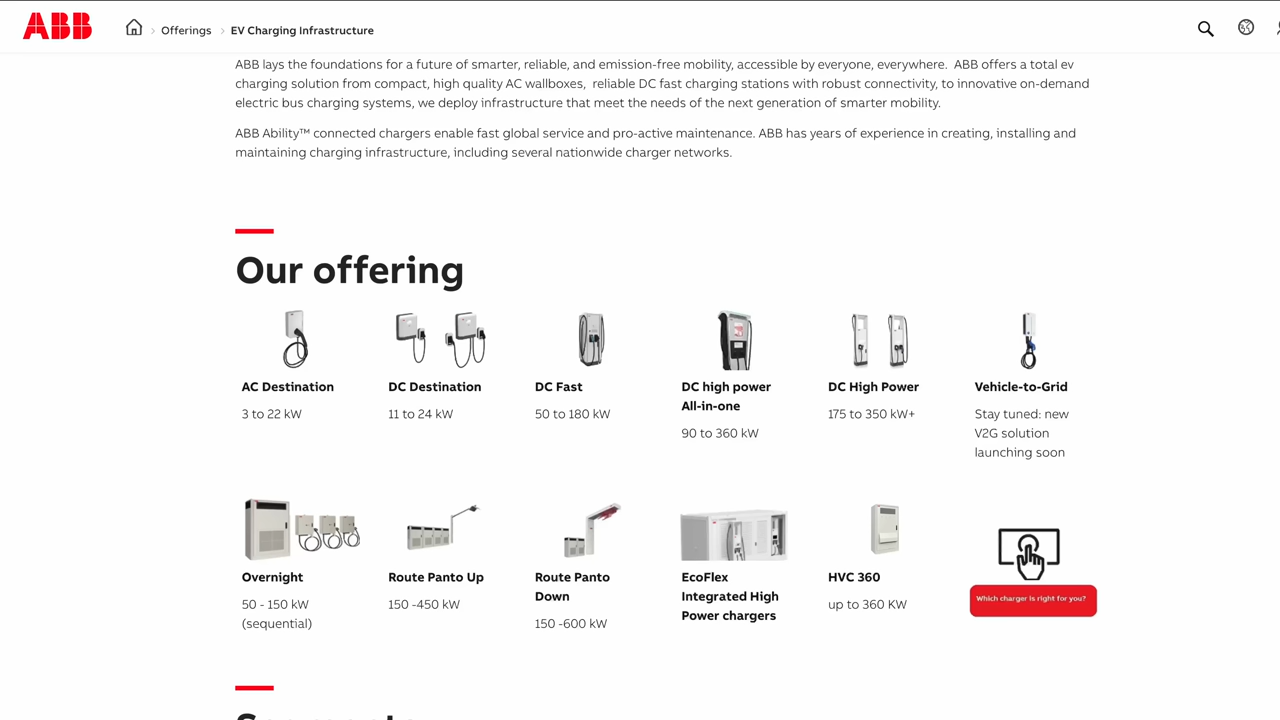 ABB
Offerings
EV Charging Infrastructure
ABB lays the foundations for a future of smarter, reliable, and emission-free mobility, accessible by everyone, everywhere. ABB offers a total ev
charging solution from compact, high quality AC wallboxes, reliable DC fast charging stations with robust connectivity, to innovative on-demand
electric bus charging systems, we deploy infrastructure that meet the needs of the next generation of smarter mobility.
ABB Ability™ connected chargers enable fast global service and pro-active maintenance. ABB has years of experience in creating, installing and
maintaining charging infrastructure, including several nationwide charger networks.
Our offering
AC Destination
3 to 22 kW
DC Destination
11 to 24 kW
DC Fast
50 to 180 kW
DC high power
All-in-one
90 to 360 kW
DC High Power
175 to 350 kW+
Vehicle-to-Grid
Stay tuned: new
V2G solution
launching soon
Overnight
50 - 150 kW
(sequential)
Route Panto Up
150 -450 kW
Route Panto
Down
150 -600 kW
EcoFlex
Integrated High
Power chargers
HVC 360
up to 360 KW
Which charger is right for you?